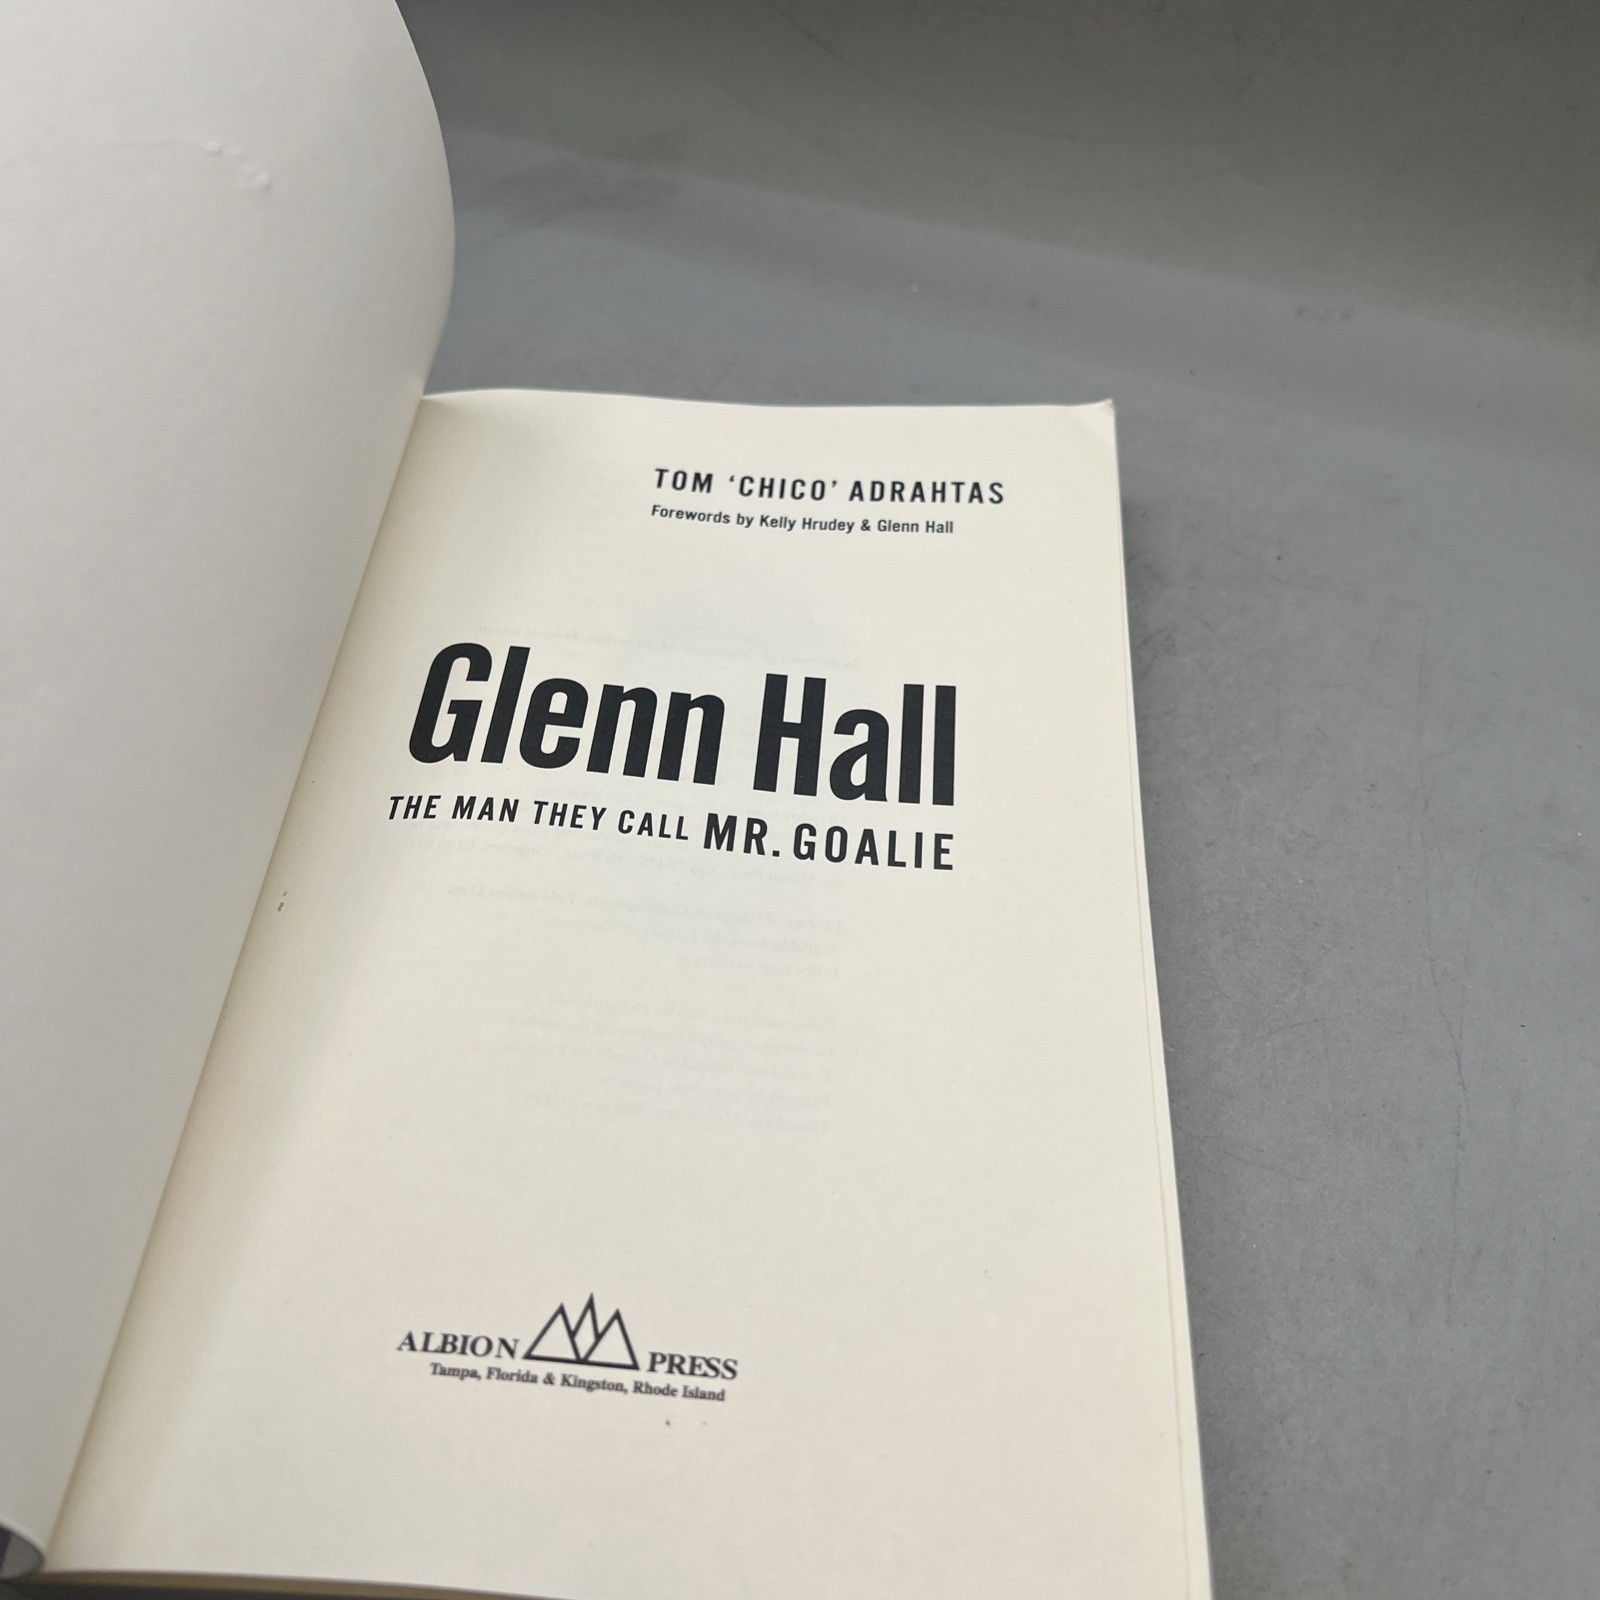 TOM ‘CHICO’ ADRAHTAS
Forewords by Kelly Hrudey & Glenn Hall
Glenn Hall
THE MAN THEY CALL MR. GOALIE
ALBION PRESS
Tampa, Florida & Kingston, Rhode Island